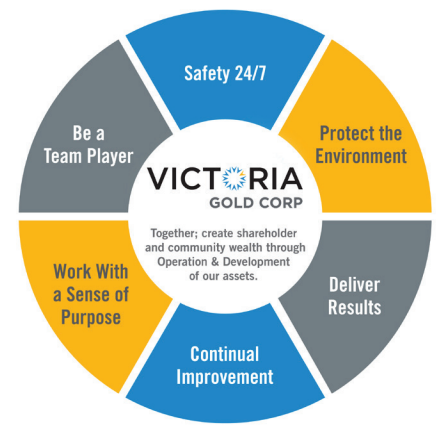 Safety 24/7
Protect the
Environment
Deliver
Results
Continual
Improvement
Work With
a Sense of
Purpose
Be a
Team Player
VICTORIA
GOLD CORP
Together; create shareholder
and community wealth through
Operation & Development
of our assets.